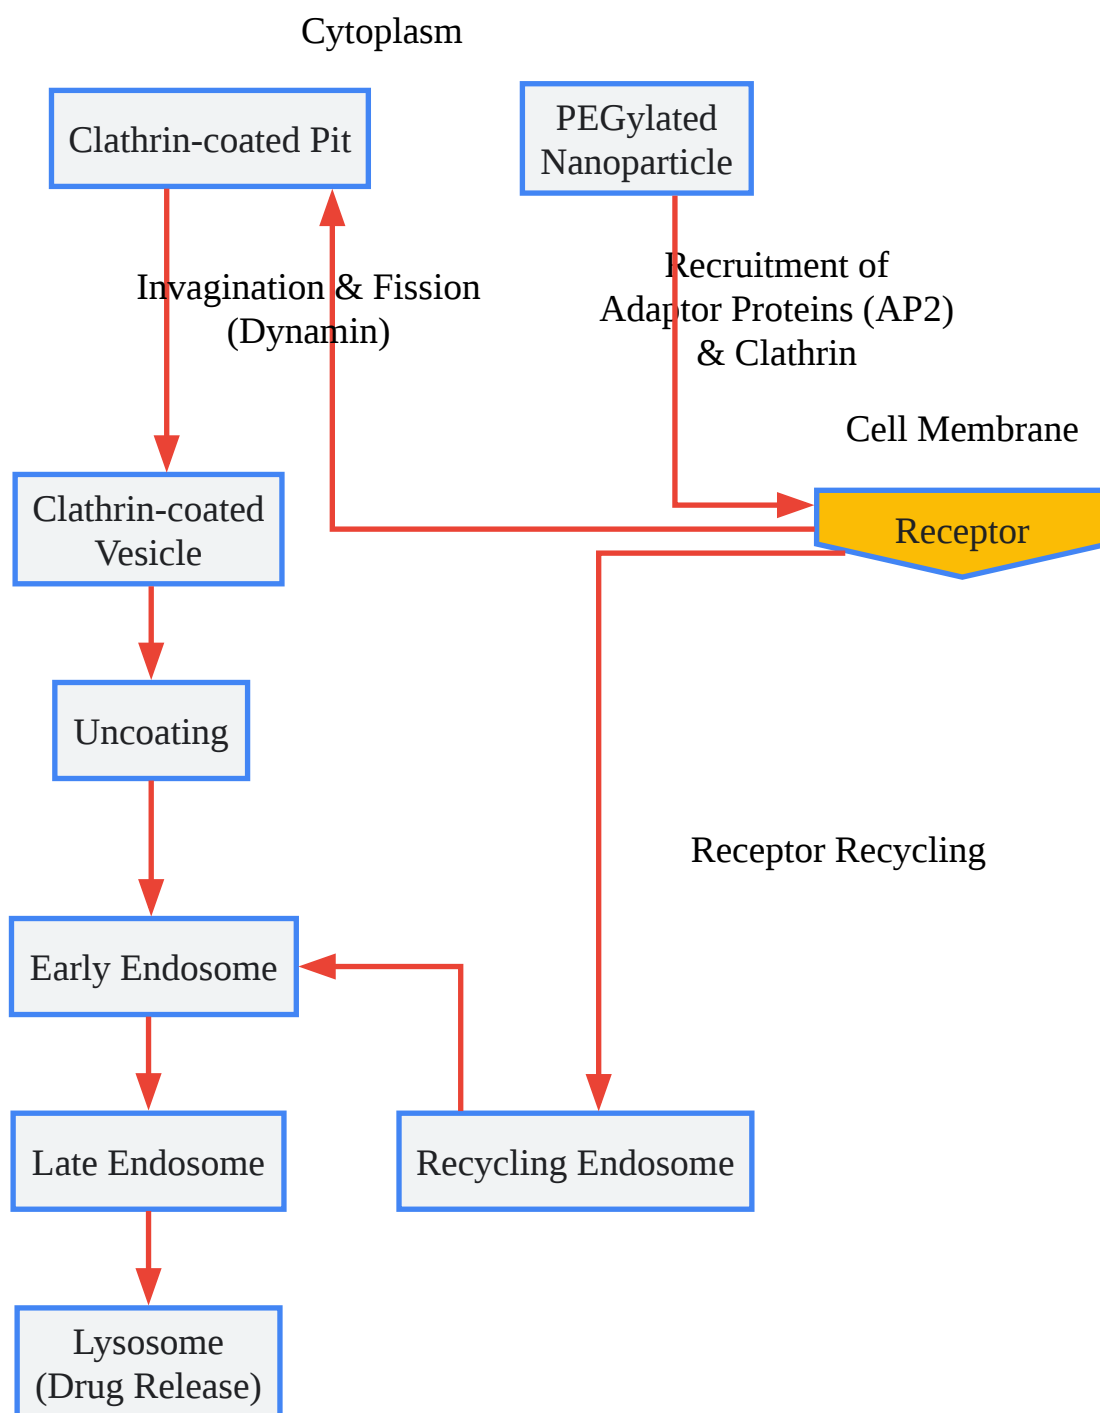 Cytoplasm
Clathrin-coated Pit
PEGylated
Nanoparticle
Invagination & Fission
(Dynamin)
Recruitment of
Adaptor Proteins (AP2)
& Clathrin
Cell Membrane
Receptor
Clathrin-coated
Vesicle
Uncoating
Receptor Recycling
Early Endosome
Late Endosome
Recycling Endosome
Lysosome
(Drug Release)